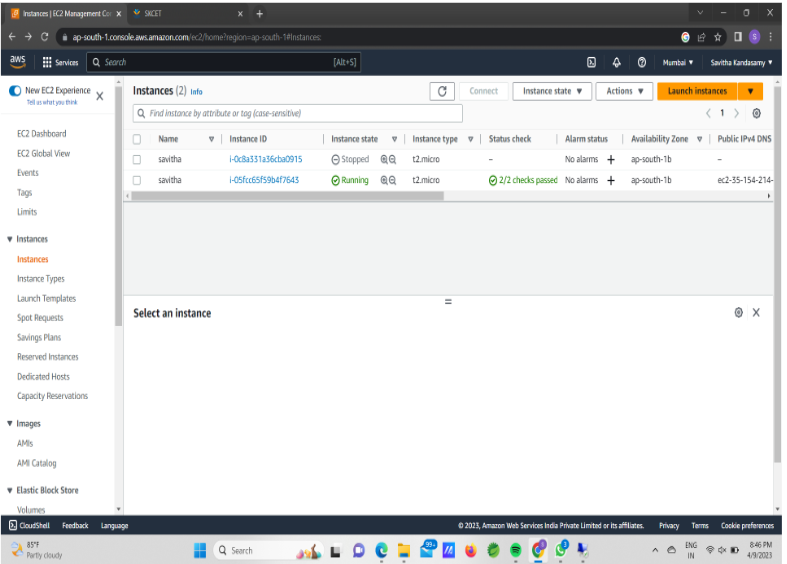 Instances | EC2 Management Co
SKCET
ap-south-1.console.aws.amazon.com/ec2/home?region=ap-south-1#Instances:
S
aws
Services
Search
[Alt+S]
Mumbai
Savitha Kandasamy
New EC2 Experience
Tell us what you think
X
EC2 Dashboard
EC2 Global View
Events
Tags
Limits
Instances
Instances
Instance Types
Launch Templates
Spot Requests
Savings Plans
Reserved Instances
Dedicated Hosts
Capacity Reservations
Images
AMIs
AMI Catalog
Elastic Block Store
Volumes
Instances (2) Info
Connect
Instance state
Actions
Launch instances
Find instance by attribute or tag (case-sensitive)
1
Name Instance ID Instance state Instance type Status check Alarm status Availability Zone Public IPv4 DNS
savitha i-0c8a331a36cba0915 Stopped t2.micro – No alarms + ap-south-1b –
savitha i-05fcc65f59b4f7643 Running t2.micro 2/2 checks passed No alarms + ap-south-1b ec2-35-154-214-
Select an instance
CloudShell Feedback Language
© 2023, Amazon Web Services India Private Limited or its affiliates. Privacy Terms Cookie preferences
85°F
Partly cloudy
Search
99+
ENG
IN
8:46 PM
4/9/2023